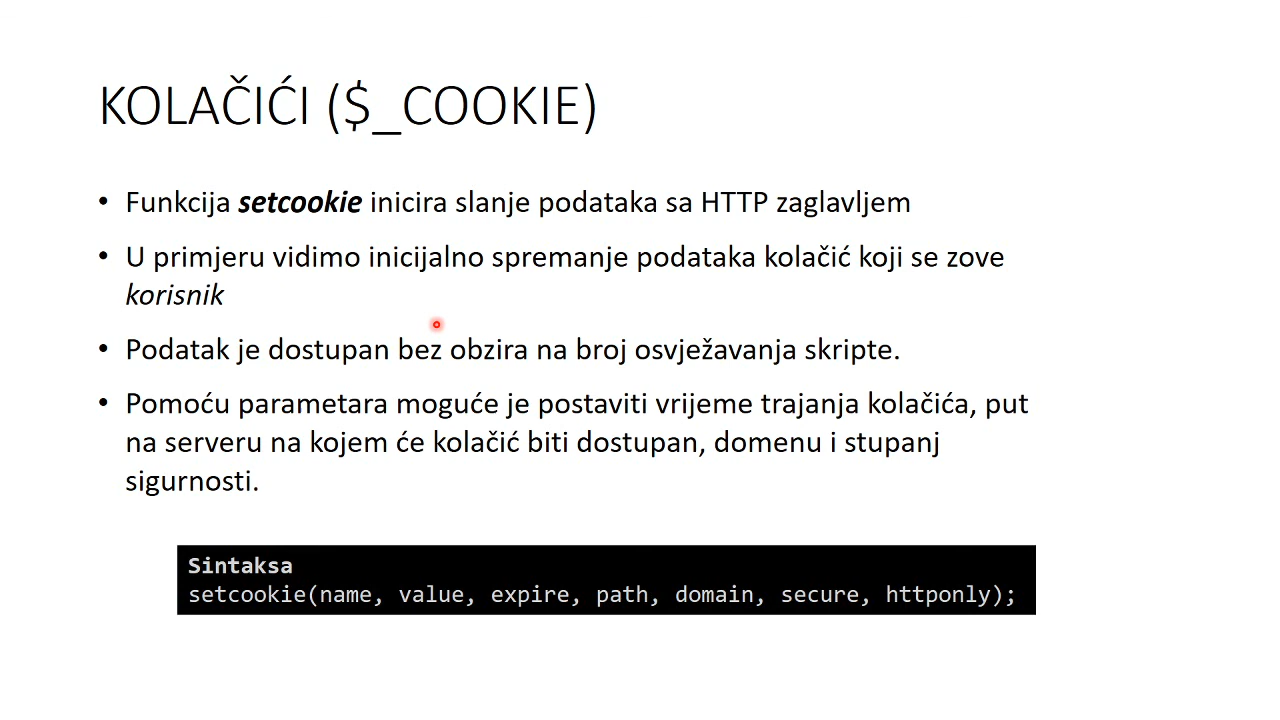 KOLAČIĆI ($_COOKIE)
• Funkcija setcookie inicira slanje podataka sa HTTP zaglavljem
• U primjeru vidimo inicijalno spremanje podataka kolačić koji se zove
korisnik
• Podatak je dostupan bez obzira na broj osvježavanja skripte.
• Pomoću parametara moguće je postaviti vrijeme trajanja kolačića, put
na serveru na kojem će kolačić biti dostupan, domenu i stupanj
sigurnosti.
Sintaksa
setcookie(name, value, expire, path, domain, secure, httponly);